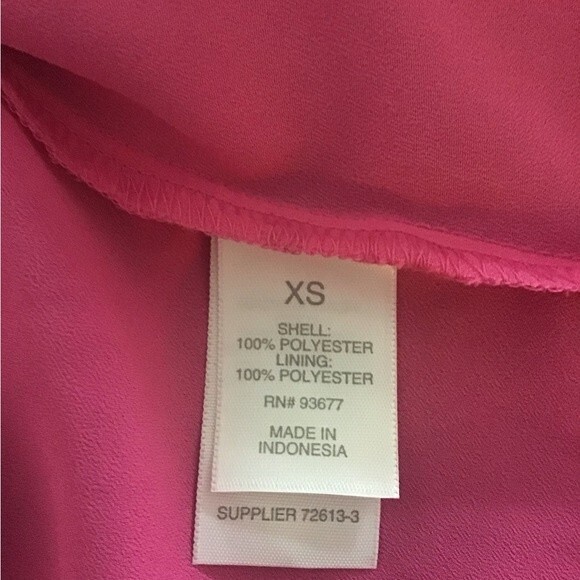 XS
SHELL:
100% POLYESTER
LINING:
100% POLYESTER
RN# 93677
MADE IN
INDONESIA
SUPPLIER 72613-3